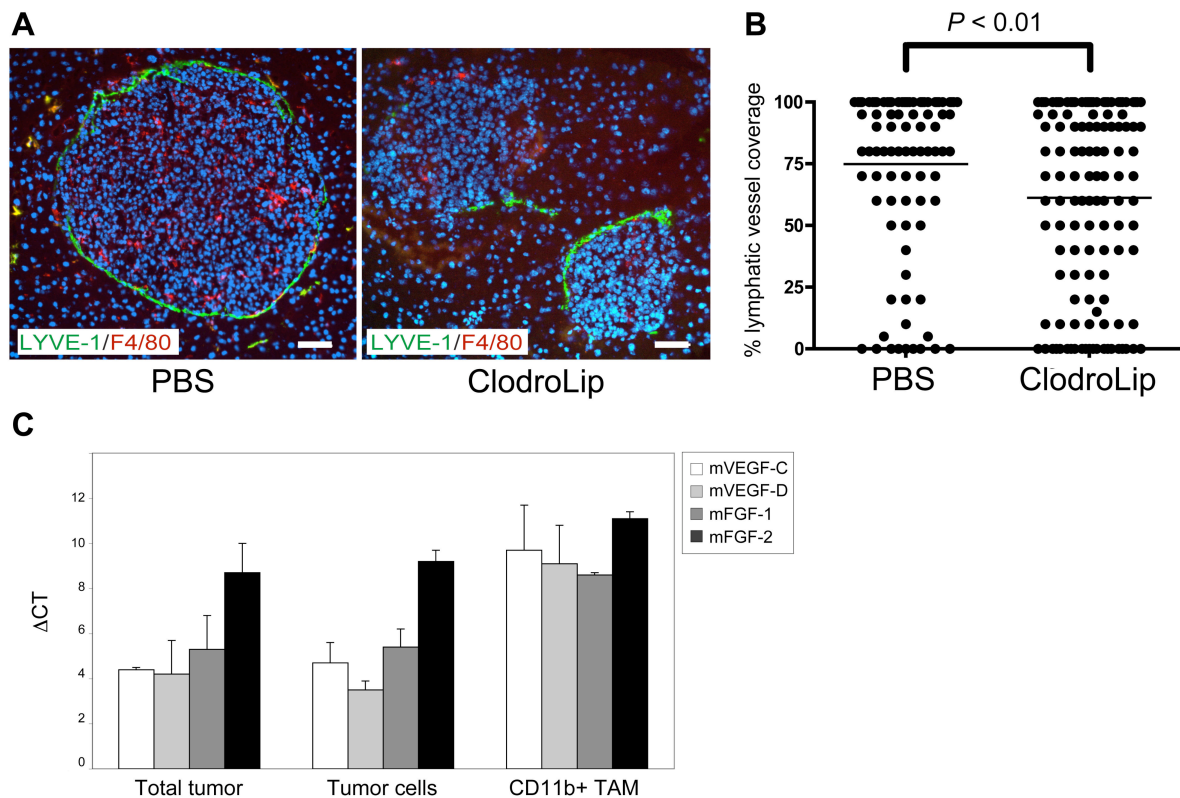 A
LYVE-1/F4/80
PBS
LYVE-1/F4/80
ClodroLip
B
P < 0.01
% lymphatic vessel coverage
100
75
50
25
0
PBS
ClodroLip
C
ΔCT
12
10
8
6
4
2
0
Total tumor
Tumor cells
CD11b+ TAM
mVEGF-C
mVEGF-D
mFGF-1
mFGF-2